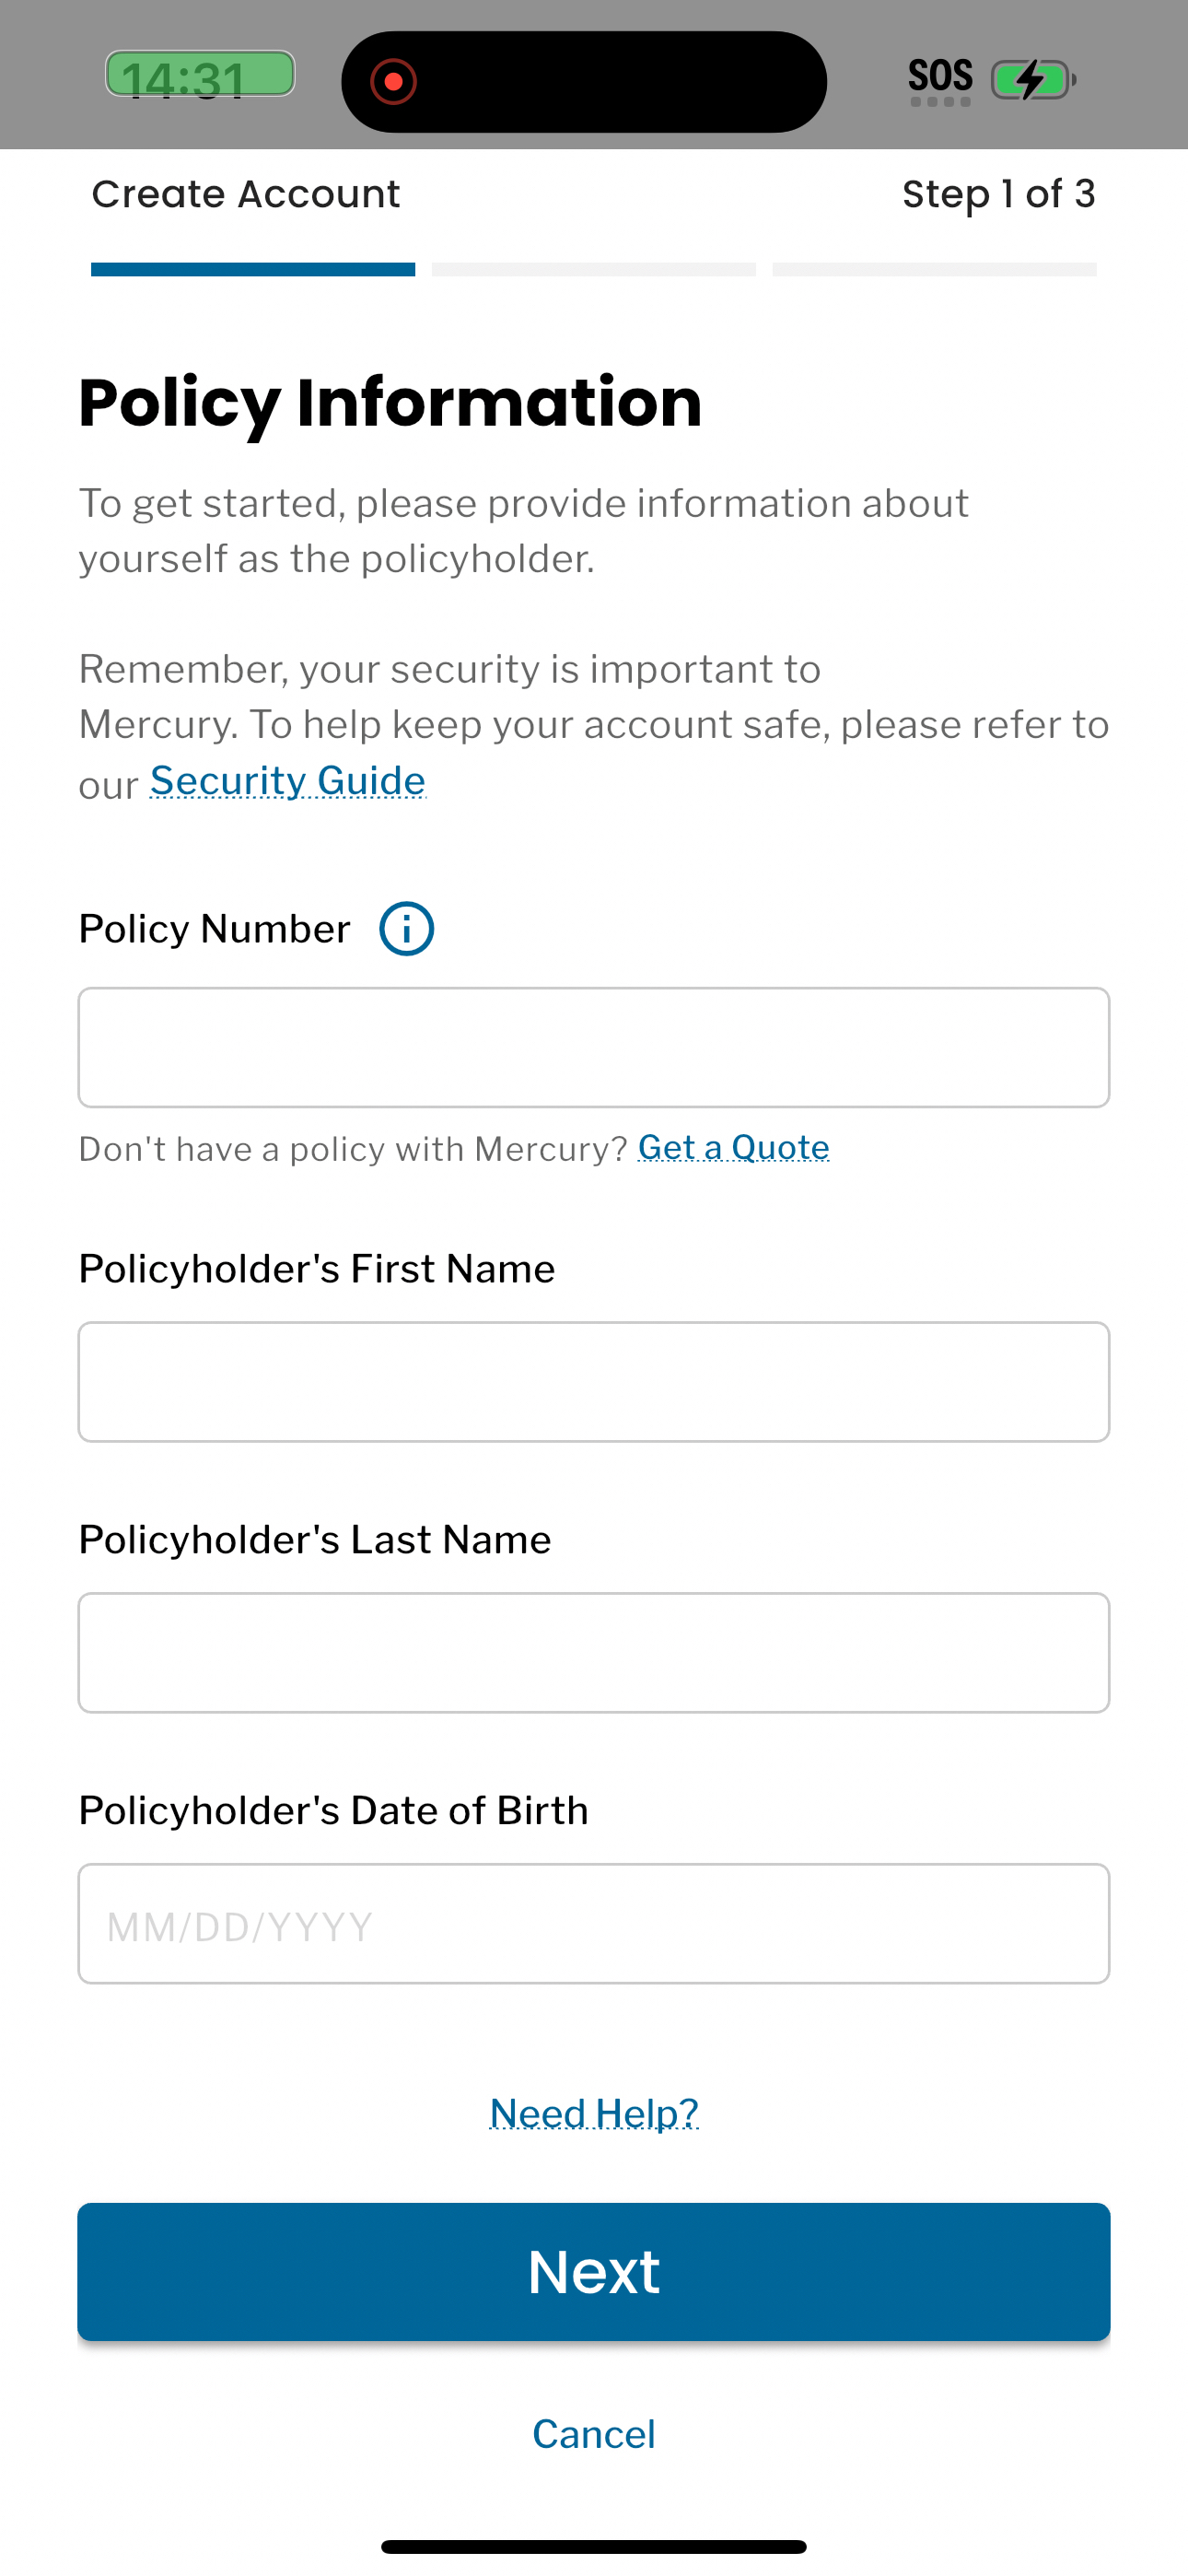 14:31
SOS
Create Account
Step 1 of 3
Policy Information
To get started, please provide information about
yourself as the policyholder.
Remember, your security is important to
Mercury. To help keep your account safe, please refer to
our Security Guide
Policy Number
Don't have a policy with Mercury? Get a Quote
Policyholder's First Name
Policyholder's Last Name
Policyholder's Date of Birth
MM/DD/YYYY
Need Help?
Next
Cancel